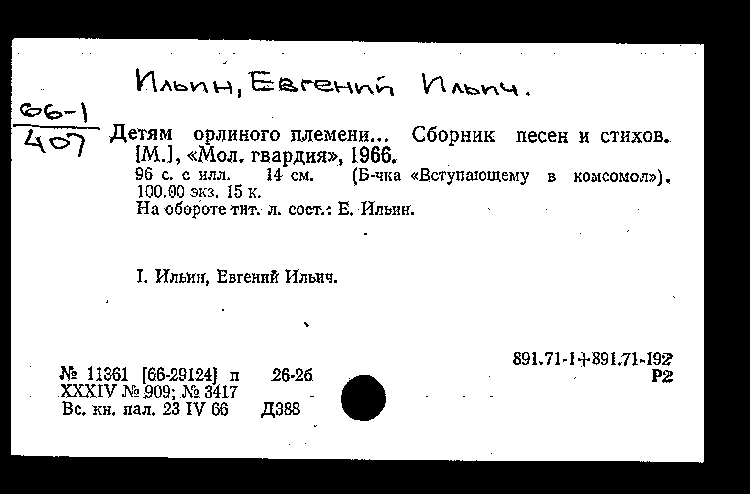 Ильин, Евгений Ильич.
66-1
407
Детям орлиного племени... Сборник песен и стихов.
[М.], «Мол. гвардия», 1966.
96 с. с илл. 14 см. (Б-чка «Вступающему в комсомол»).
100.00 экз. 15 к.
На обороте тит. л. сост.: Е. Ильин.
I. Ильин, Евгений Ильич.
891.71-1+891.71-192
Р2
№ 11361 [66-29124] п 26-2б
XXXIV № 909; № 3417
Вс. кн. пал. 23 IV 66 Д388